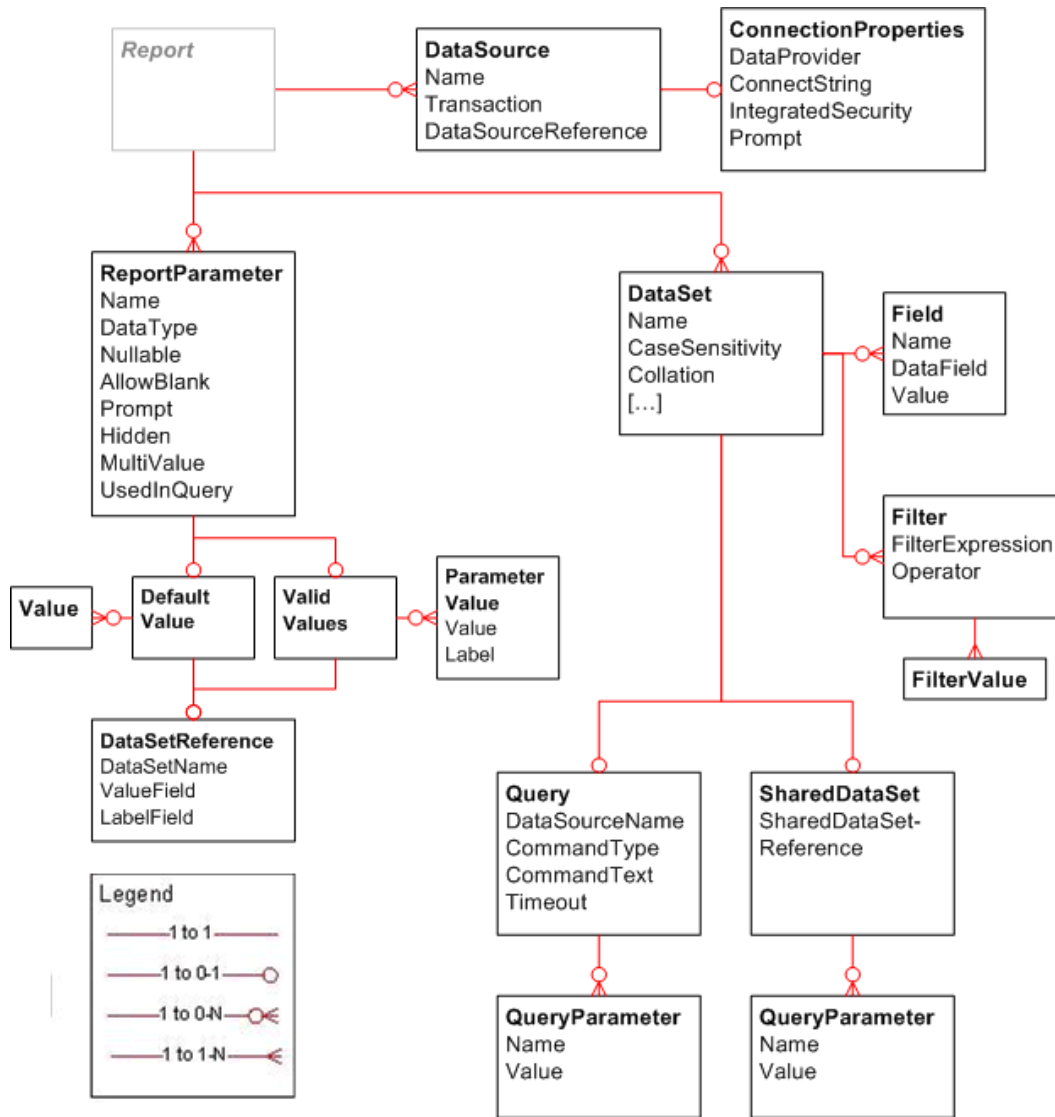 Report
DataSource
Name
Transaction
DataSourceReference
ConnectionProperties
DataProvider
ConnectString
IntegratedSecurity
Prompt
ReportParameter
Name
DataType
Nullable
AllowBlank
Prompt
Hidden
MultiValue
UsedInQuery
DataSet
Name
CaseSensitivity
Collation
[...]
Field
Name
DataField
Value
Filter
FilterExpression
Operator
FilterValue
Value
Default
Value
Valid
Values
Parameter
Value
Value
Label
DataSetReference
DataSetName
ValueField
LabelField
Query
DataSourceName
CommandType
CommandText
Timeout
SharedDataSet
SharedDataSet-
Reference
QueryParameter
Name
Value
QueryParameter
Name
Value
Legend
1 to 1
1 to 0-1
1 to 0-N
1 to 1-N